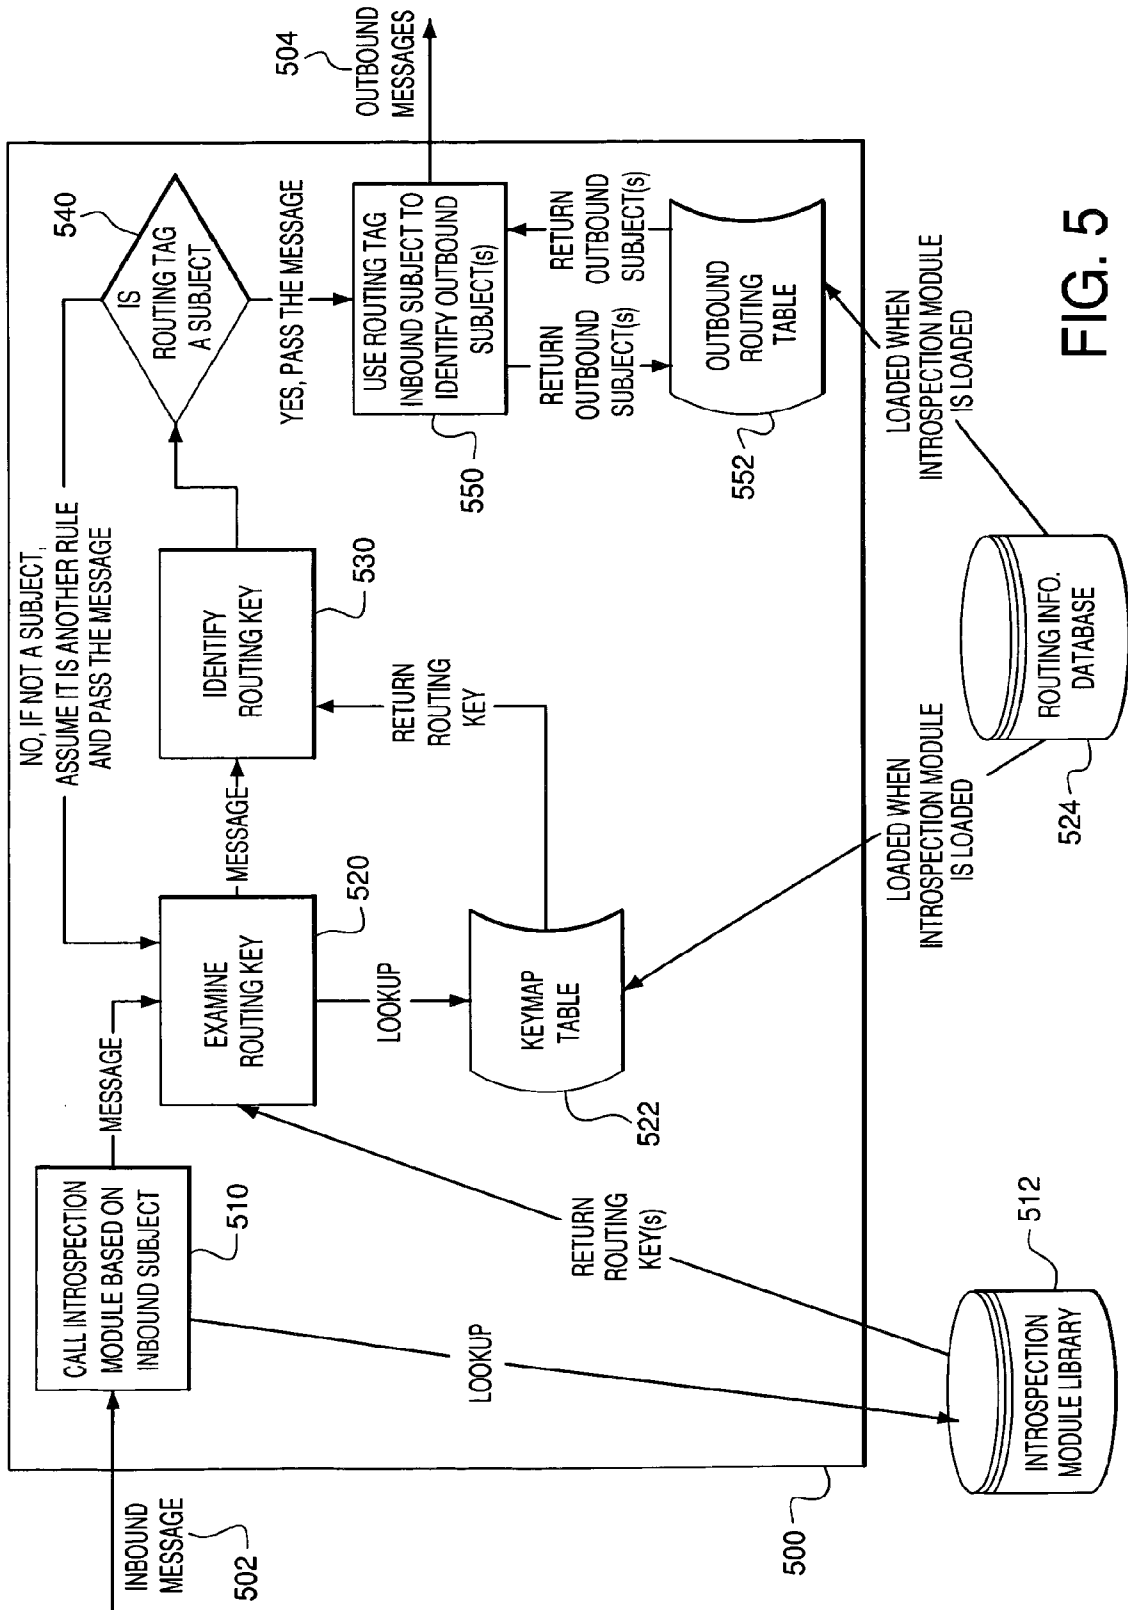 INBOUND
MESSAGE
502
CALL INTROSPECTION
MODULE BASED ON
INBOUND SUBJECT
510
MESSAGE
LOOKUP
INTROSPECTION
MODULE LIBRARY
512
RETURN
ROUTING
KEY(s)
500
NO, IF NOT A SUBJECT,
ASSUME IT IS ANOTHER RULE
AND PASS THE MESSAGE
EXAMINE
ROUTING KEY
520
LOOKUP
KEYMAP
TABLE
522
MESSAGE
IDENTIFY
ROUTING KEY
530
RETURN
ROUTING
KEY
LOADED WHEN
INTROSPECTION MODULE
IS LOADED
ROUTING INFO.
DATABASE
524
LOADED WHEN
INTROSPECTION MODULE
IS LOADED
IS
ROUTING TAG
A SUBJECT
540
YES, PASS THE MESSAGE
USE ROUTING TAG
INBOUND SUBJECT TO
IDENTIFY OUTBOUND
SUBJECT(s)
550
RETURN
OUTBOUND
SUBJECT(s)
RETURN
OUTBOUND
SUBJECT(s)
OUTBOUND
ROUTING
TABLE
552
504
OUTBOUND
MESSAGES
FIG. 5